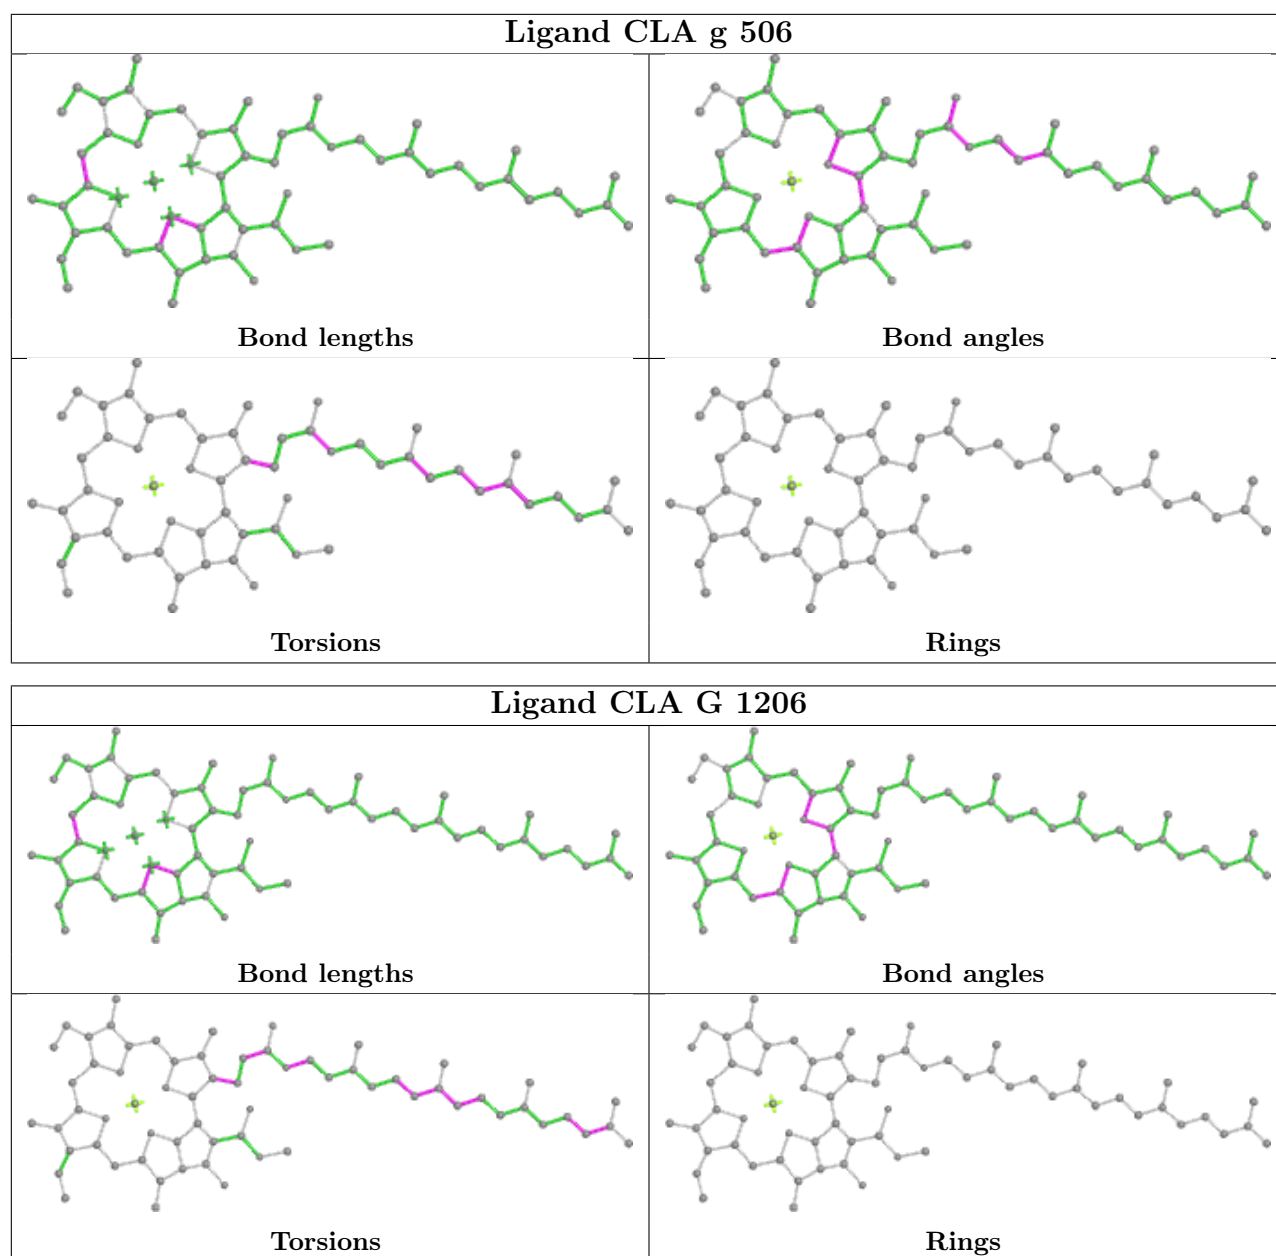 Ligand CLA g 506
Bond lengths
Bond angles
Torsions
Rings
Ligand CLA G 1206
Bond lengths
Bond angles
Torsions
Rings